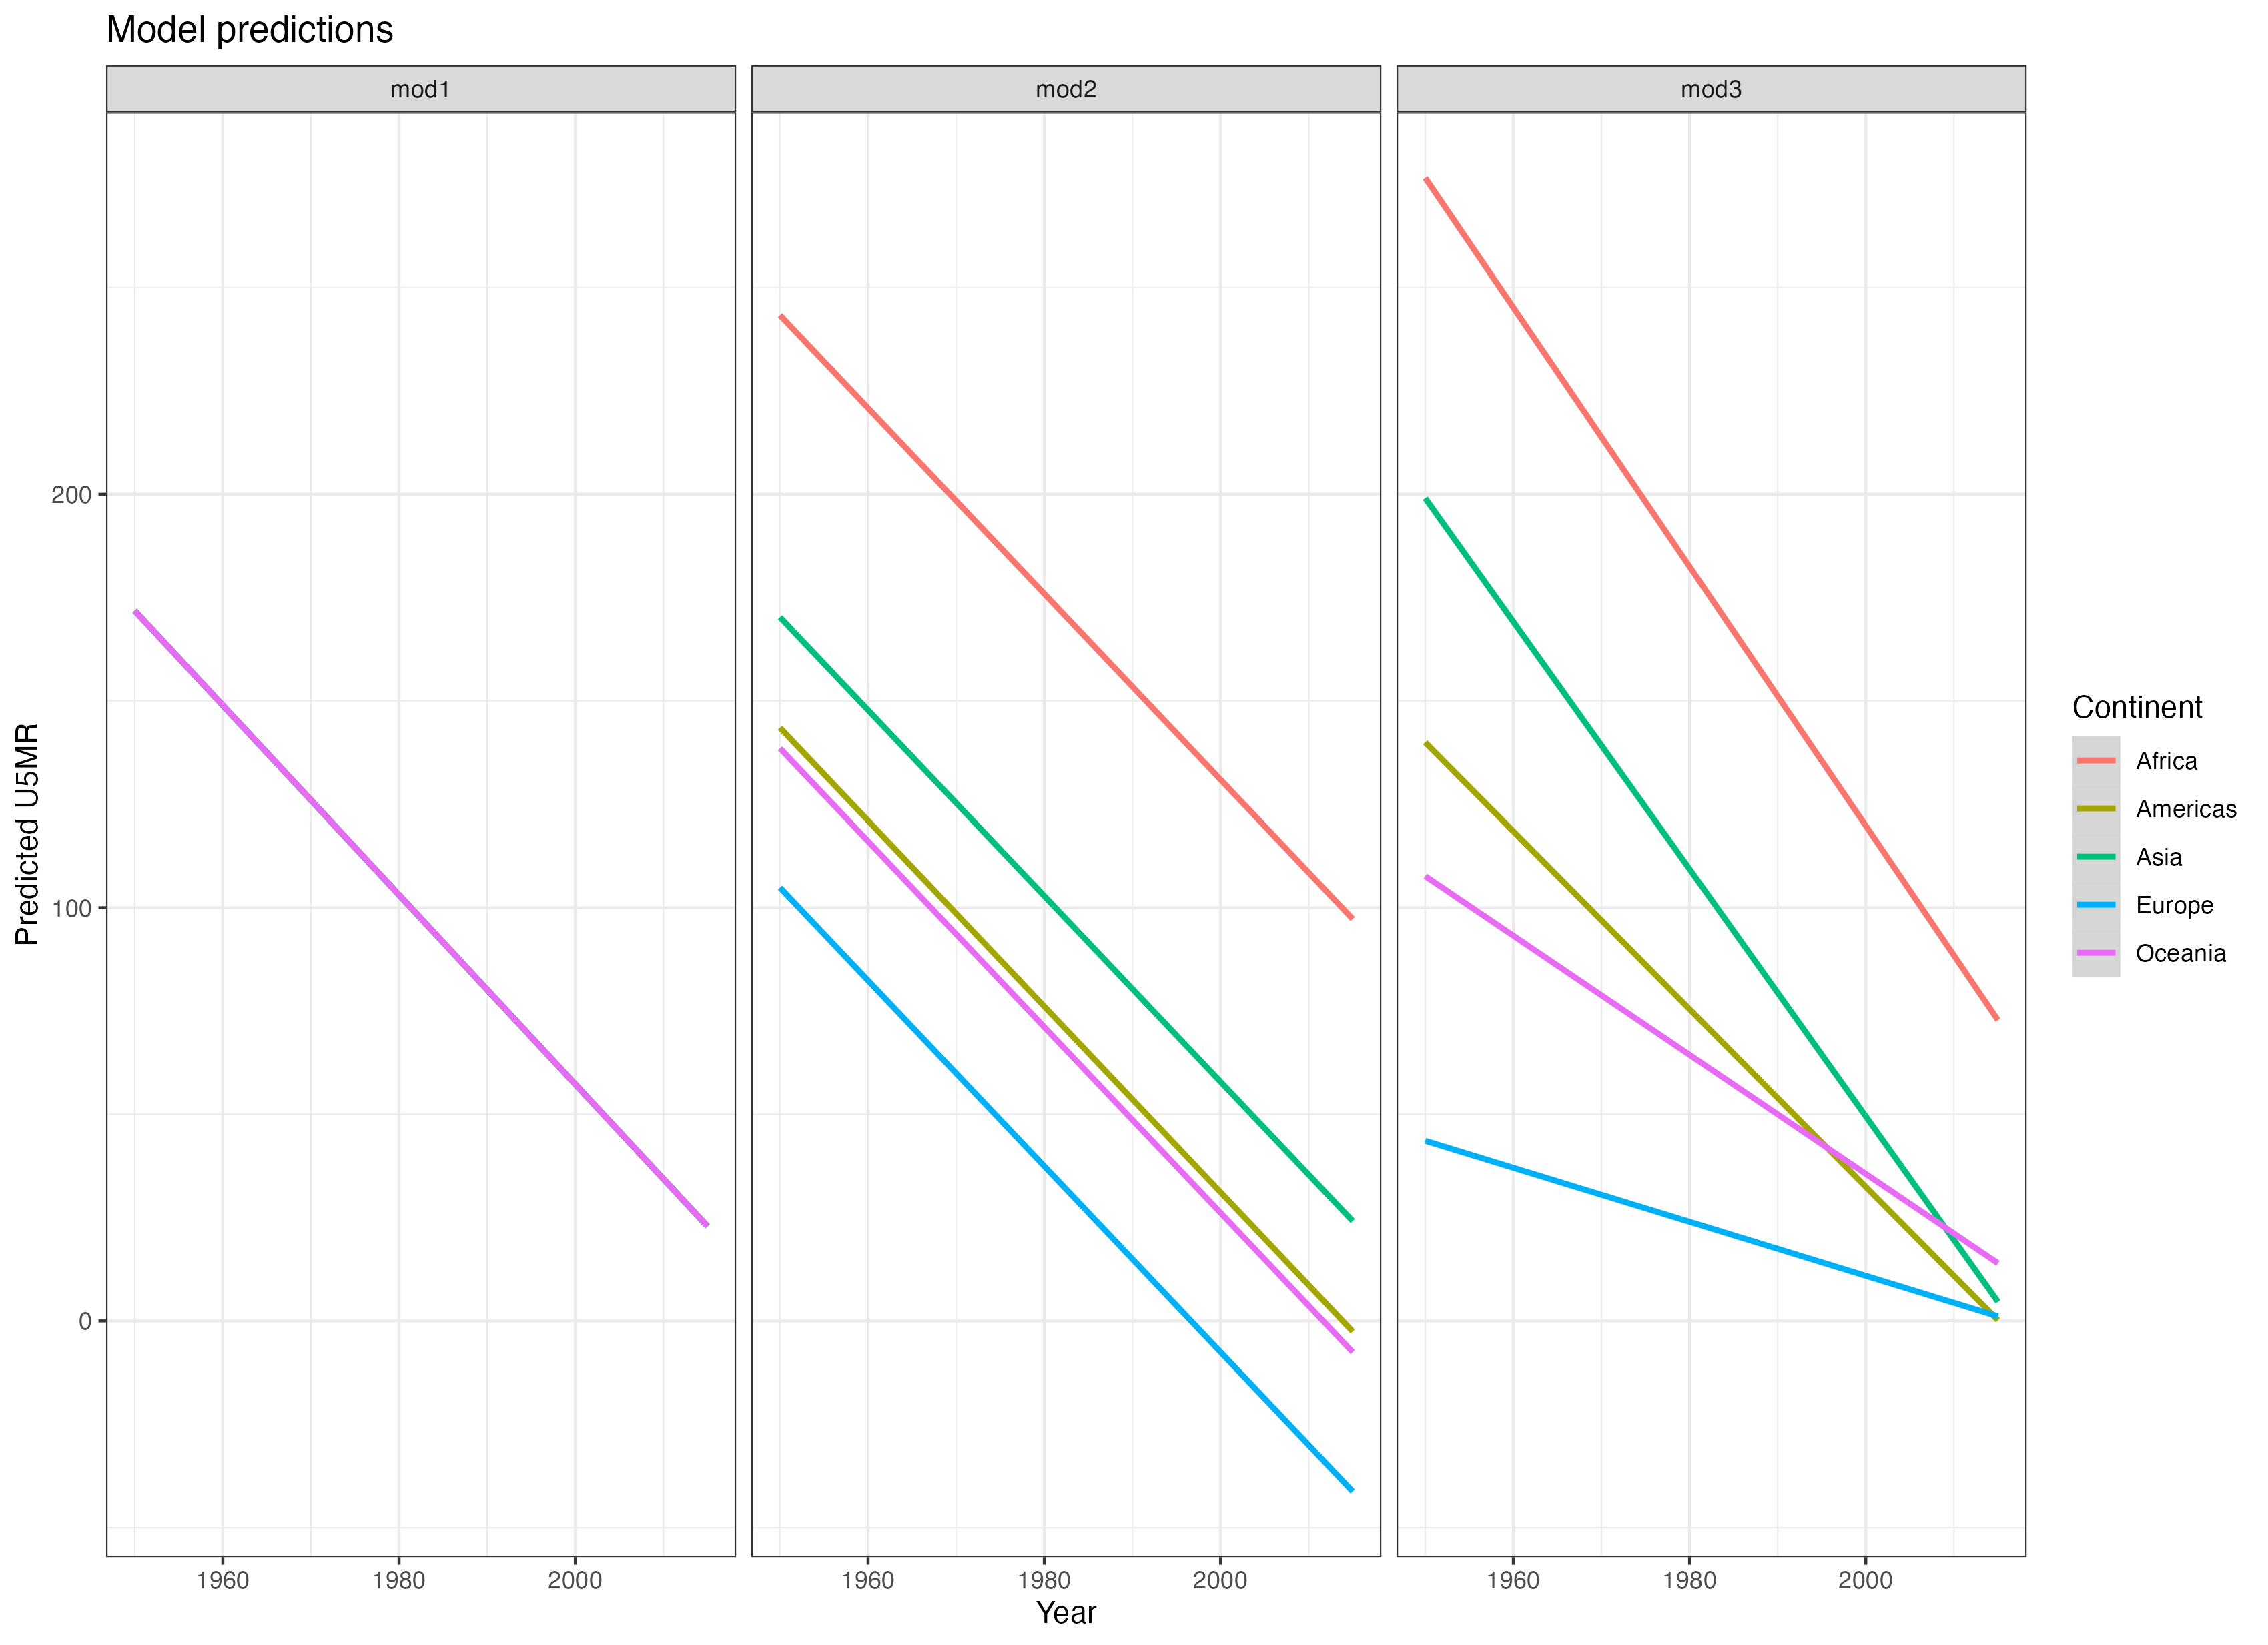 Model predictions
mod1
mod2
mod3
200
100
0
Predicted U5MR
1960
1980
2000
1960
1980
2000
1960
1980
2000
Year
Continent
Africa
Americas
Asia
Europe
Oceania